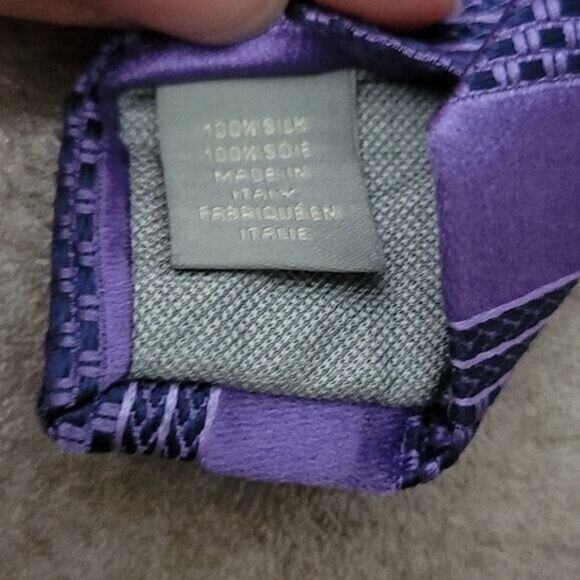 100% SILK
100% SOIE
MADE IN
ITALY
FABRIQUÉ EN
ITALIE